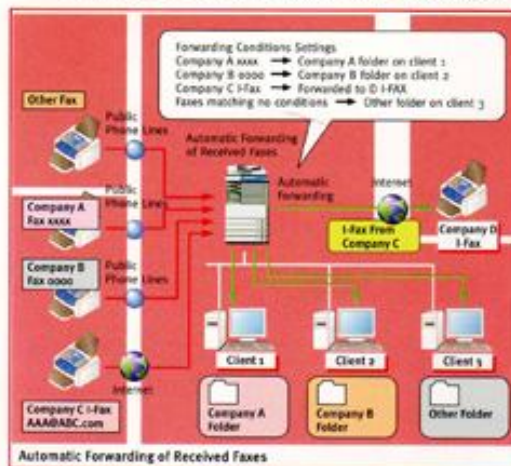 Forwarding Conditions Settings
Company A xxxx → Company A folder on client 1
Company B oooo → Company B folder on client 2
Company C I-Fax → Forwarded to D I-FAX
Faxes matching no conditions → Other folder on client 3
Other Fax
Public
Phone Lines
Automatic Forwarding
of Received Faxes
Automatic
Forwarding
Internet
Company A
Fax xxxx
Public
Phone Lines
I-Fax From
Company C
Company D
I-Fax
Company B
Fax oooo
Public
Phone Lines
Client 1
Client 2
Client 3
Internet
Company C I-Fax
AAA@ABC.com
Company A
Folder
Company B
Folder
Other Folder
Automatic Forwarding of Received Faxes